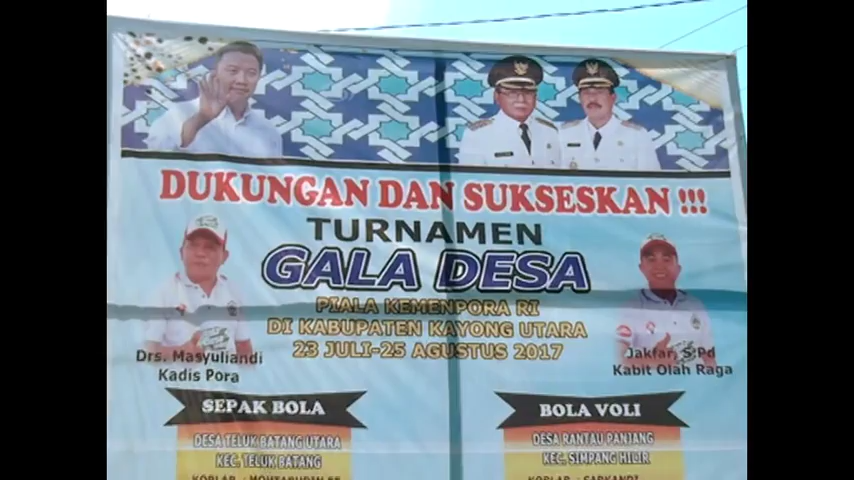 DUKUNGAN DAN SUKSESKAN !!!
TURNAMEN
GALA DESA
PIALA KEMENPORA RI
DI KABUPATEN KAYONG UTARA
23 JULI-25 AGUSTUS 2017
Drs. Masyuliandi
Kadis Pora
Jakfar, S.Pd
Kabit Olah Raga
SEPAK BOLA
DESA TELUK BATANG UTARA
KEC. TELUK BATANG
BOLA VOLI
DESA RANTAU PANJANG
KEC. SIMPANG HILIR